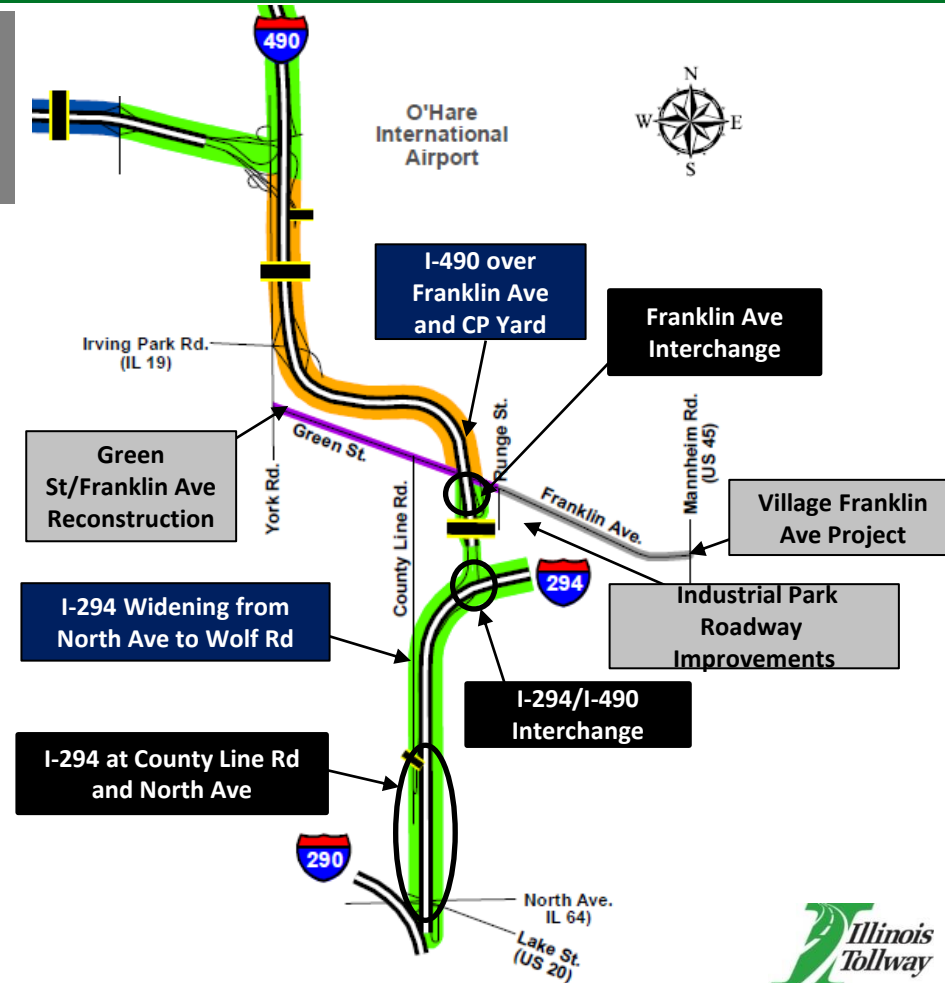 490
O'Hare
International
Airport
N
W
E
S
I-490 over
Franklin Ave
and CP Yard
Franklin Ave
Interchange
Irving Park Rd.
(IL 19)
Green St.
Runge St.
Mannheim Rd.
(US 45)
Green
St/Franklin Ave
Reconstruction
York Rd.
County Line Rd.
Franklin Ave.
Village Franklin
Ave Project
294
I-294 Widening from
North Ave to Wolf Rd
Industrial Park
Roadway
Improvements
I-294/I-490
Interchange
I-294 at County Line Rd
and North Ave
290
North Ave.
IL 64)
Lake St.
(US 20)
Illinois
Tollway